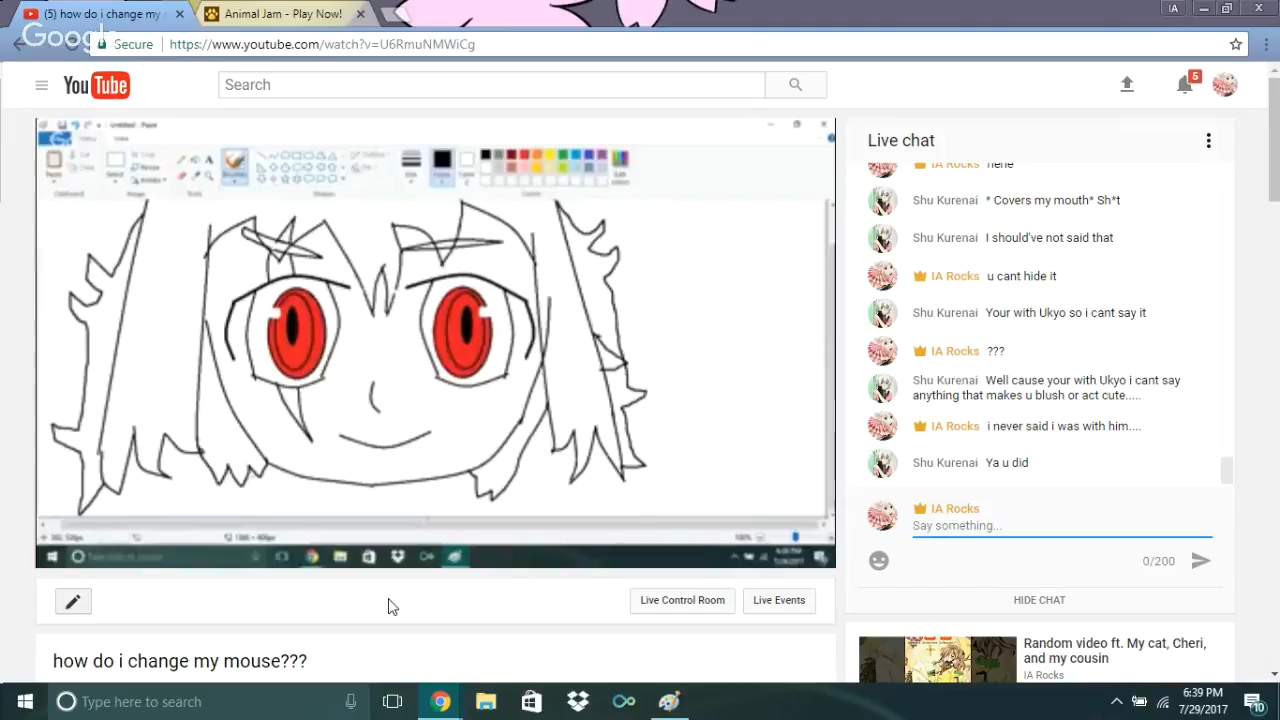 (5) how do i change my
Animal Jam - Play Now!
IA
Google
Secure
https://www.youtube.com/watch?v=U6RmuNMWiCg
YouTube
Search
5
Live chat
IA Rocks hehe
Shu Kurenai * Covers my mouth* Sh*t
Shu Kurenai I should've not said that
IA Rocks u cant hide it
Shu Kurenai Your with Ukyo so i cant say it
IA Rocks ???
Shu Kurenai Well cause your with Ukyo i cant say
anything that makes u blush or act cute.....
IA Rocks i never said i was with him....
Shu Kurenai Ya u did
IA Rocks
Say something...
0/200
HIDE CHAT
Live Control Room
Live Events
how do i change my mouse???
Random video ft. My cat, Cheri,
and my cousin
IA Rocks
Type here to search
6:39 PM
7/29/2017
10